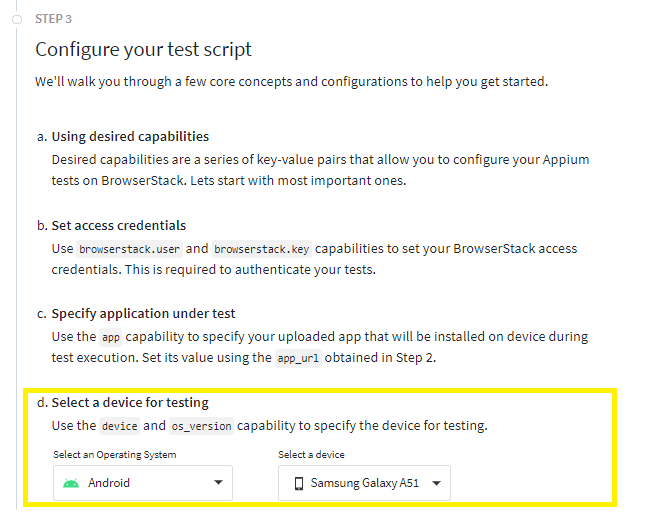 STEP 3
Configure your test script
We'll walk you through a few core concepts and configurations to help you get started.
a. Using desired capabilities
Desired capabilities are a series of key-value pairs that allow you to configure your Appium
tests on BrowserStack. Lets start with most important ones.
b. Set access credentials
Use browserstack.user and browserstack.key capabilities to set your BrowserStack access
credentials. This is required to authenticate your tests.
c. Specify application under test
Use the app capability to specify your uploaded app that will be installed on device during
test execution. Set its value using the app_url obtained in Step 2.
d. Select a device for testing
Use the device and os_version capability to specify the device for testing.
Select an Operating System Select a device
Android Samsung Galaxy A51